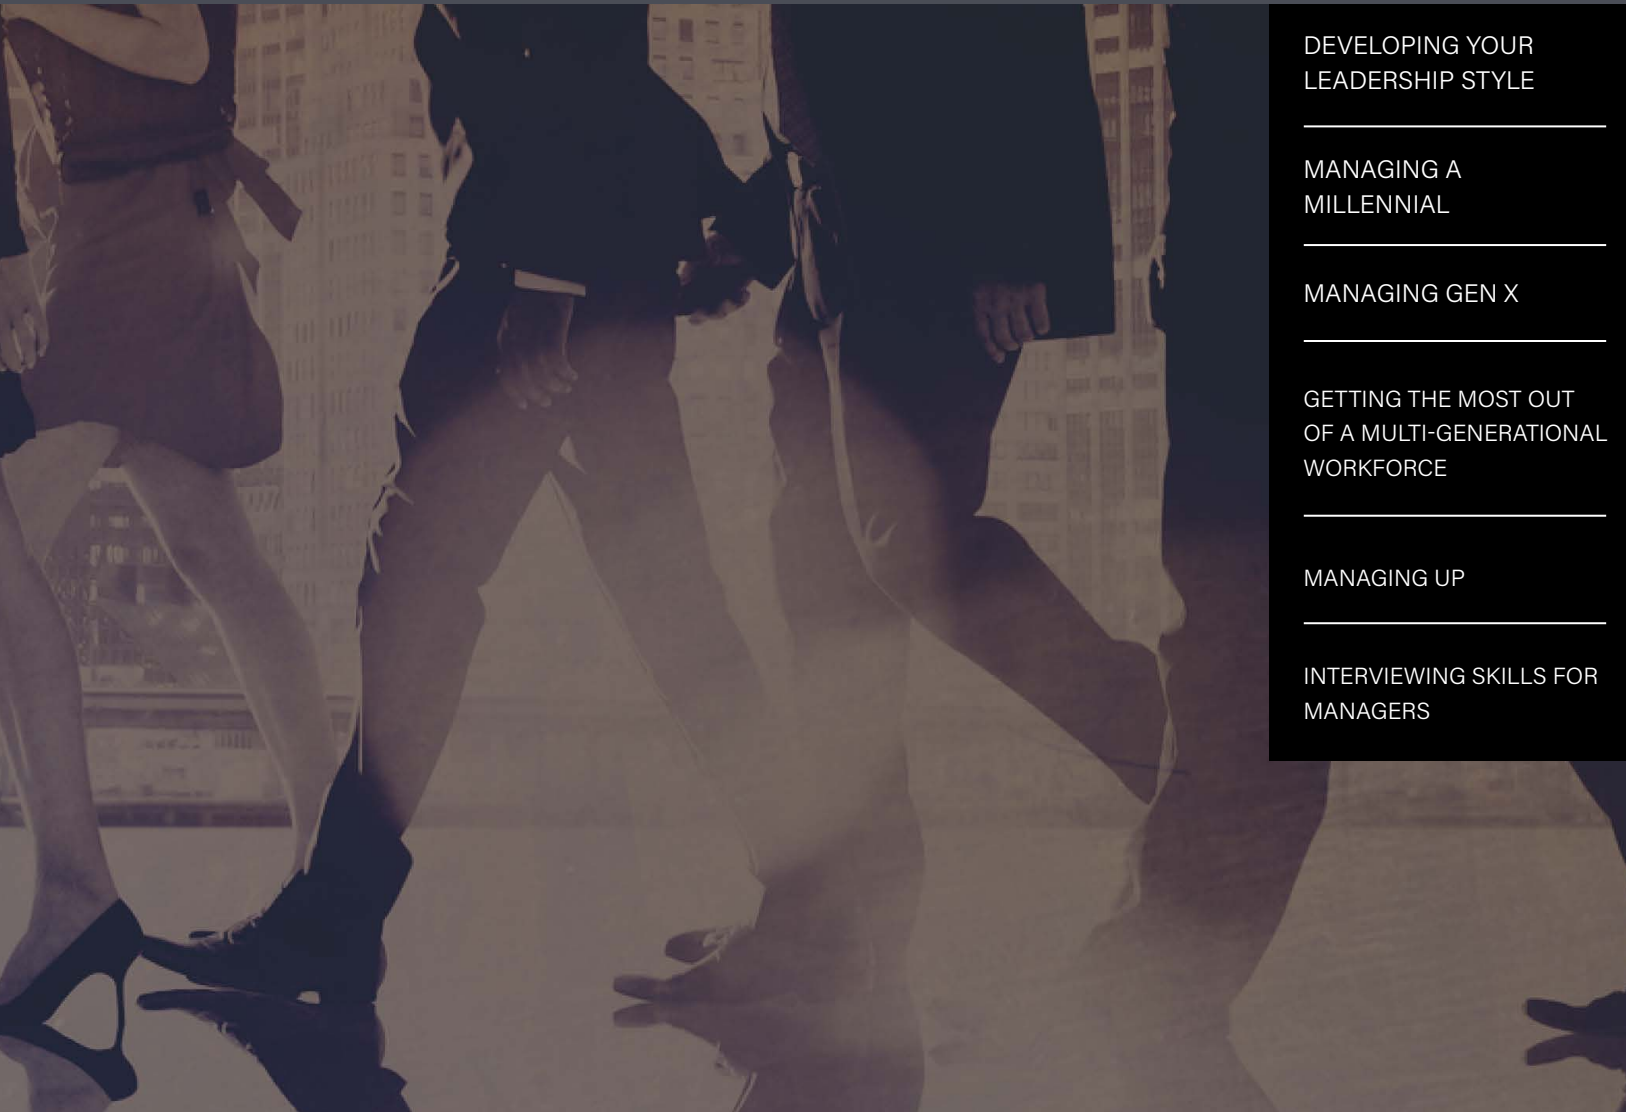 DEVELOPING YOUR
LEADERSHIP STYLE
MANAGING A
MILLENNIAL
MANAGING GEN X
GETTING THE MOST OUT
OF A MULTI-GENERATIONAL
WORKFORCE
MANAGING UP
INTERVIEWING SKILLS FOR
MANAGERS